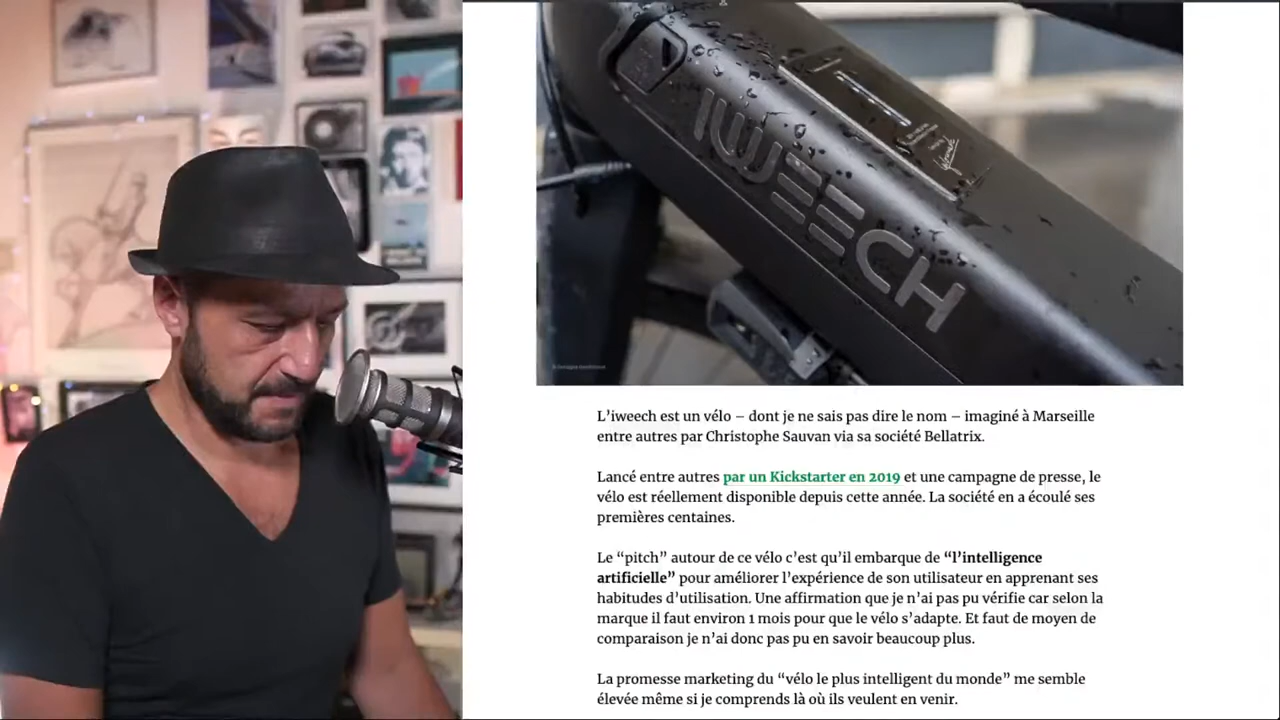 IWEECH
L’iweech est un vélo – dont je ne sais pas dire le nom – imaginé à Marseille
entre autres par Christophe Sauvan via sa société Bellatrix.
Lancé entre autres par un Kickstarter en 2019 et une campagne de presse, le
vélo est réellement disponible depuis cette année. La société en a écoulé ses
premières centaines.
Le “pitch” autour de ce vélo c’est qu’il embarque de “l’intelligence
artificielle” pour améliorer l’expérience de son utilisateur en apprenant ses
habitudes d’utilisation. Une affirmation que je n’ai pas pu vérifie car selon la
marque il faut environ 1 mois pour que le vélo s’adapte. Et faut de moyen de
comparaison je n’ai donc pas pu en savoir beaucoup plus.
La promesse marketing du “vélo le plus intelligent du monde” me semble
élevée même si je comprends là où ils veulent en venir.